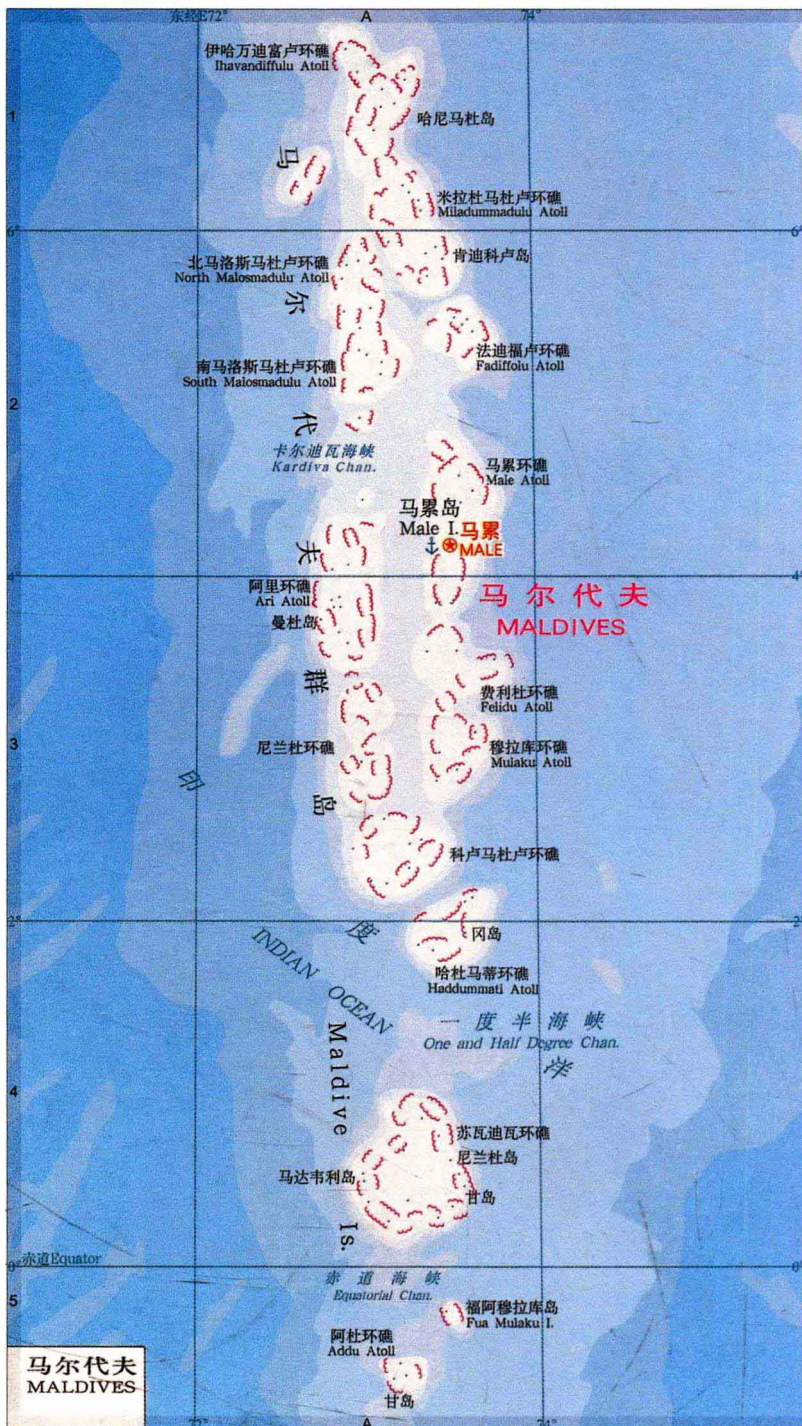 东经E72°
A
74°
伊哈万迪富卢环礁
Ihavandiffulu Atoll
1
哈尼马杜岛
米拉杜马杜卢环礁
Miladummadulu Atoll
6°
6°
北马洛斯马杜卢环礁
North Malosmadulu Atoll
肯迪科卢岛
法迪福卢环礁
Fadiffolu Atoll
南马洛斯马杜卢环礁
South Malosmadulu Atoll
2
2
卡尔迪瓦海峡
Kardiva Chan.
马累环礁
Male Atoll
马累岛
Male I.
马累
MALE
4°
4°
阿里环礁
Ari Atoll
曼杜岛
马尔代夫
MALDIVES
费利杜环礁
Felidu Atoll
3
3
尼兰杜环礁
穆拉库环礁
Mulaku Atoll
马尔代夫群岛
科卢马杜卢环礁
2°
2°
冈岛
哈杜马蒂环礁
Haddummati Atoll
印度洋
INDIAN OCEAN
一度半海峡
One and Half Degree Chan.
Maldive Is.
4
4
苏瓦迪瓦环礁
尼兰杜岛
马达韦利岛
甘岛
0°
赤道Equator
0°
赤道海峡
Equatorial Chan.
5
5
福阿穆拉库岛
Fua Mulaku I.
阿杜环礁
Addu Atoll
甘岛
马尔代夫
MALDIVES
72°
A
74°